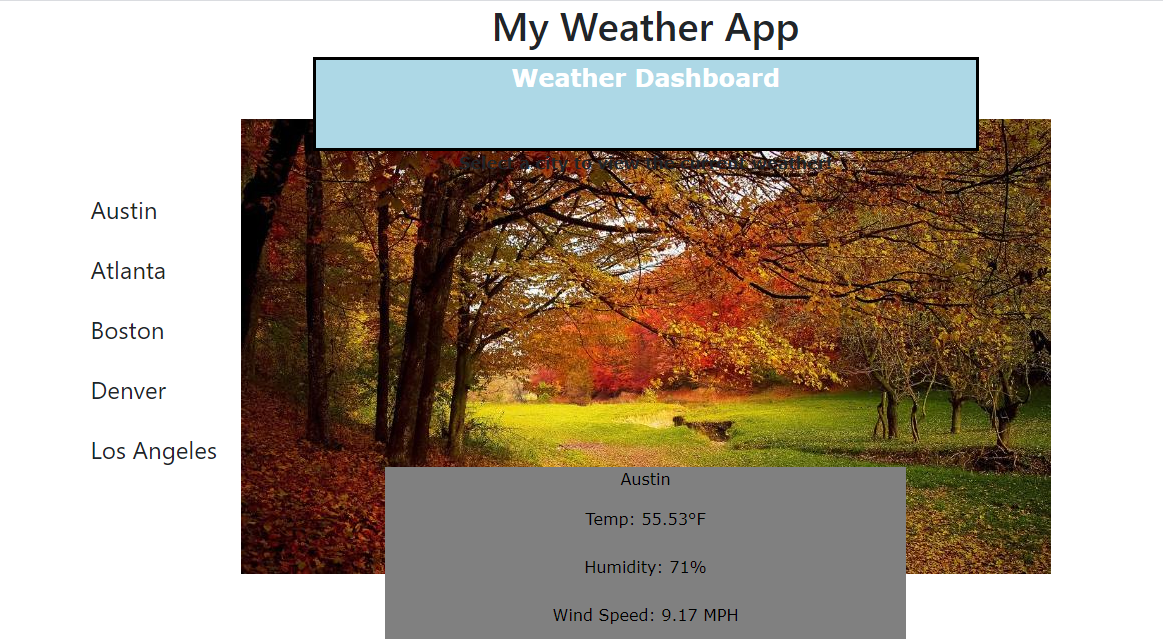 My Weather App
Weather Dashboard
Select a city to view the current weather!
Austin
Atlanta
Boston
Denver
Los Angeles
Austin
Temp: 55.53°F
Humidity: 71%
Wind Speed: 9.17 MPH